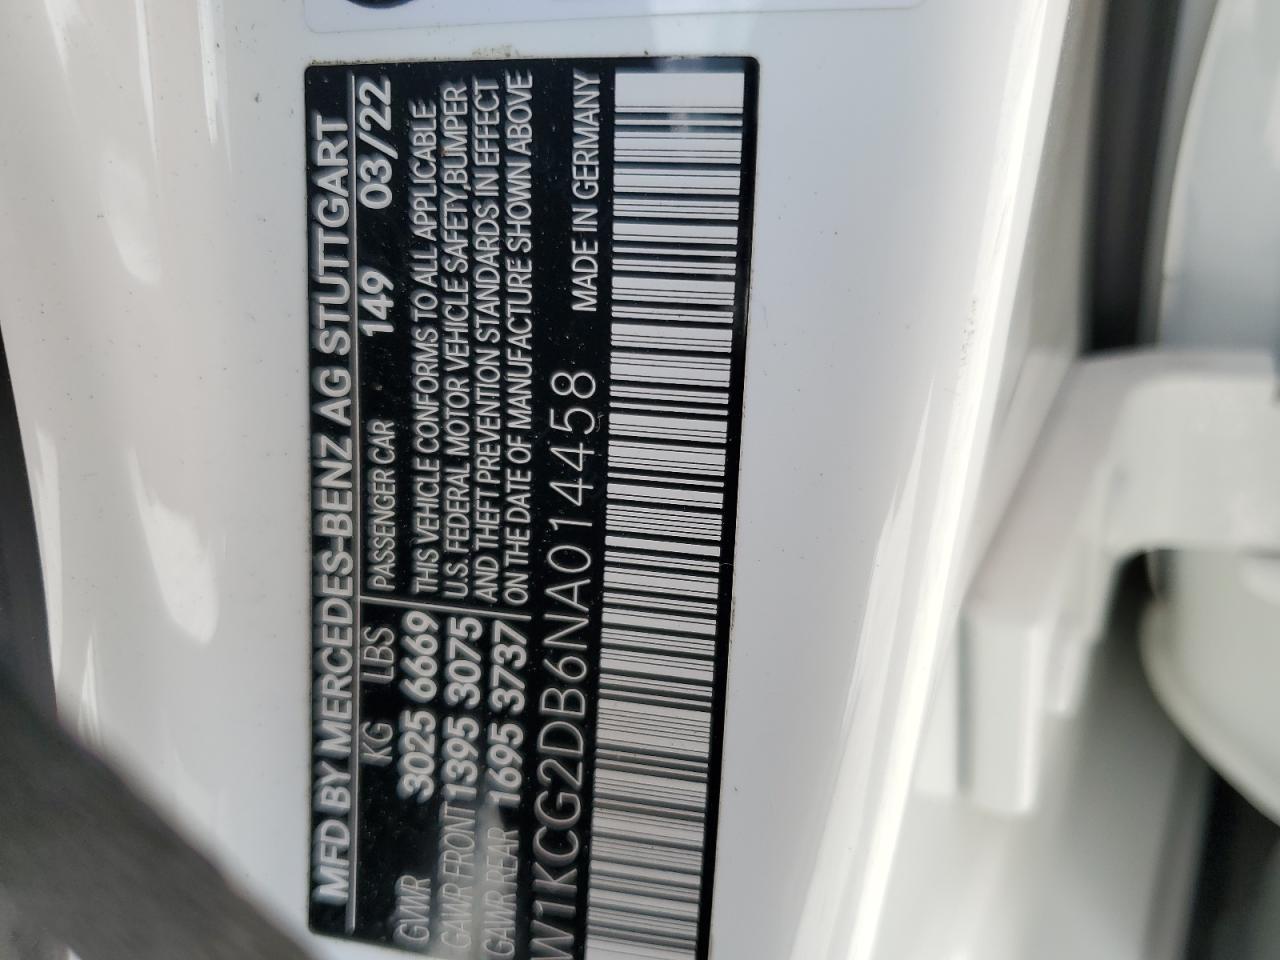 MFD BY MERCEDES-BENZ AG STUTTGART
KG LBS PASSENGER CAR 149 03/22
GVWR 3025 6669 THIS VEHICLE CONFORMS TO ALL APPLICABLE
GAWR FRONT 1395 3075 U.S. FEDERAL MOTOR VEHICLE SAFETY,BUMPER
GAWR REAR 1695 3737 AND THEFT PREVENTION STANDARDS IN EFFECT
ON THE DATE OF MANUFACTURE SHOWN ABOVE
W1KCG2DB6NA014458 MADE IN GERMANY